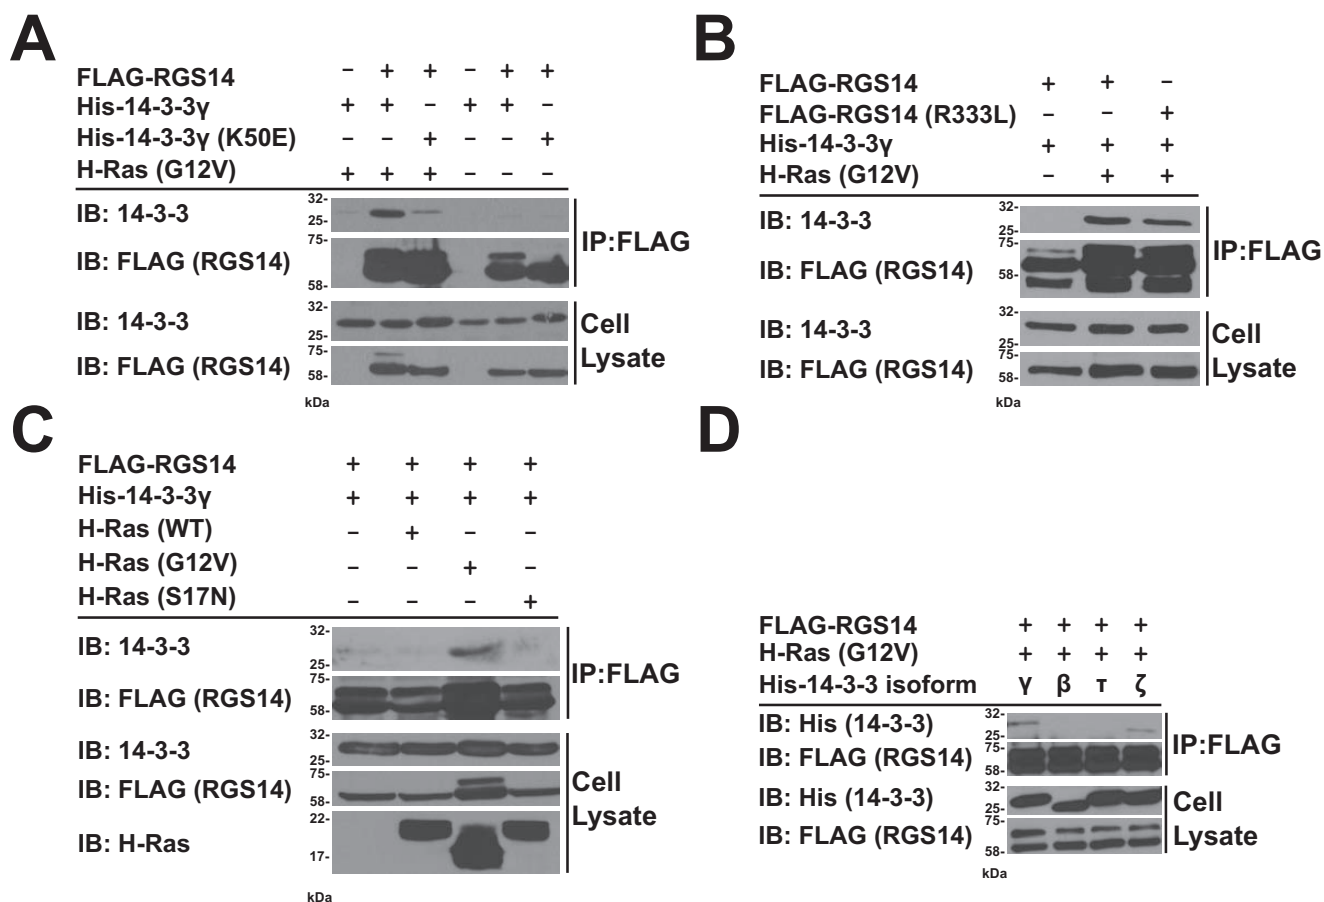 A
FLAG-RGS14 – + + – + +
His-14-3-3γ + + – + + –
His-14-3-3γ (K50E) – – + – – +
H-Ras (G12V) + + + – – –
IB: 14-3-3 32- 25-
IB: FLAG (RGS14) 75- 58-
IP:FLAG
IB: 14-3-3 32- 25-
IB: FLAG (RGS14) 75- 58-
Cell
Lysate
kDa
B
FLAG-RGS14 + + –
FLAG-RGS14 (R333L) – – +
His-14-3-3γ + + +
H-Ras (G12V) – + +
IB: 14-3-3 32- 25-
IB: FLAG (RGS14) 75- 58-
IP:FLAG
IB: 14-3-3 32- 25-
IB: FLAG (RGS14) 75- 58-
Cell
Lysate
kDa
C
FLAG-RGS14 + + + +
His-14-3-3γ + + + +
H-Ras (WT) – + – –
H-Ras (G12V) – – + –
H-Ras (S17N) – – – +
IB: 14-3-3 32- 25-
IB: FLAG (RGS14) 75- 58-
IP:FLAG
IB: 14-3-3 32- 25-
IB: FLAG (RGS14) 75- 58-
IB: H-Ras 22- 17-
Cell
Lysate
kDa
D
FLAG-RGS14 + + + +
H-Ras (G12V) + + + +
His-14-3-3 isoform γ β τ ζ
IB: His (14-3-3) 32- 25-
IB: FLAG (RGS14) 75- 58-
IP:FLAG
IB: His (14-3-3) 32- 25-
IB: FLAG (RGS14) 75- 58-
Cell
Lysate
kDa